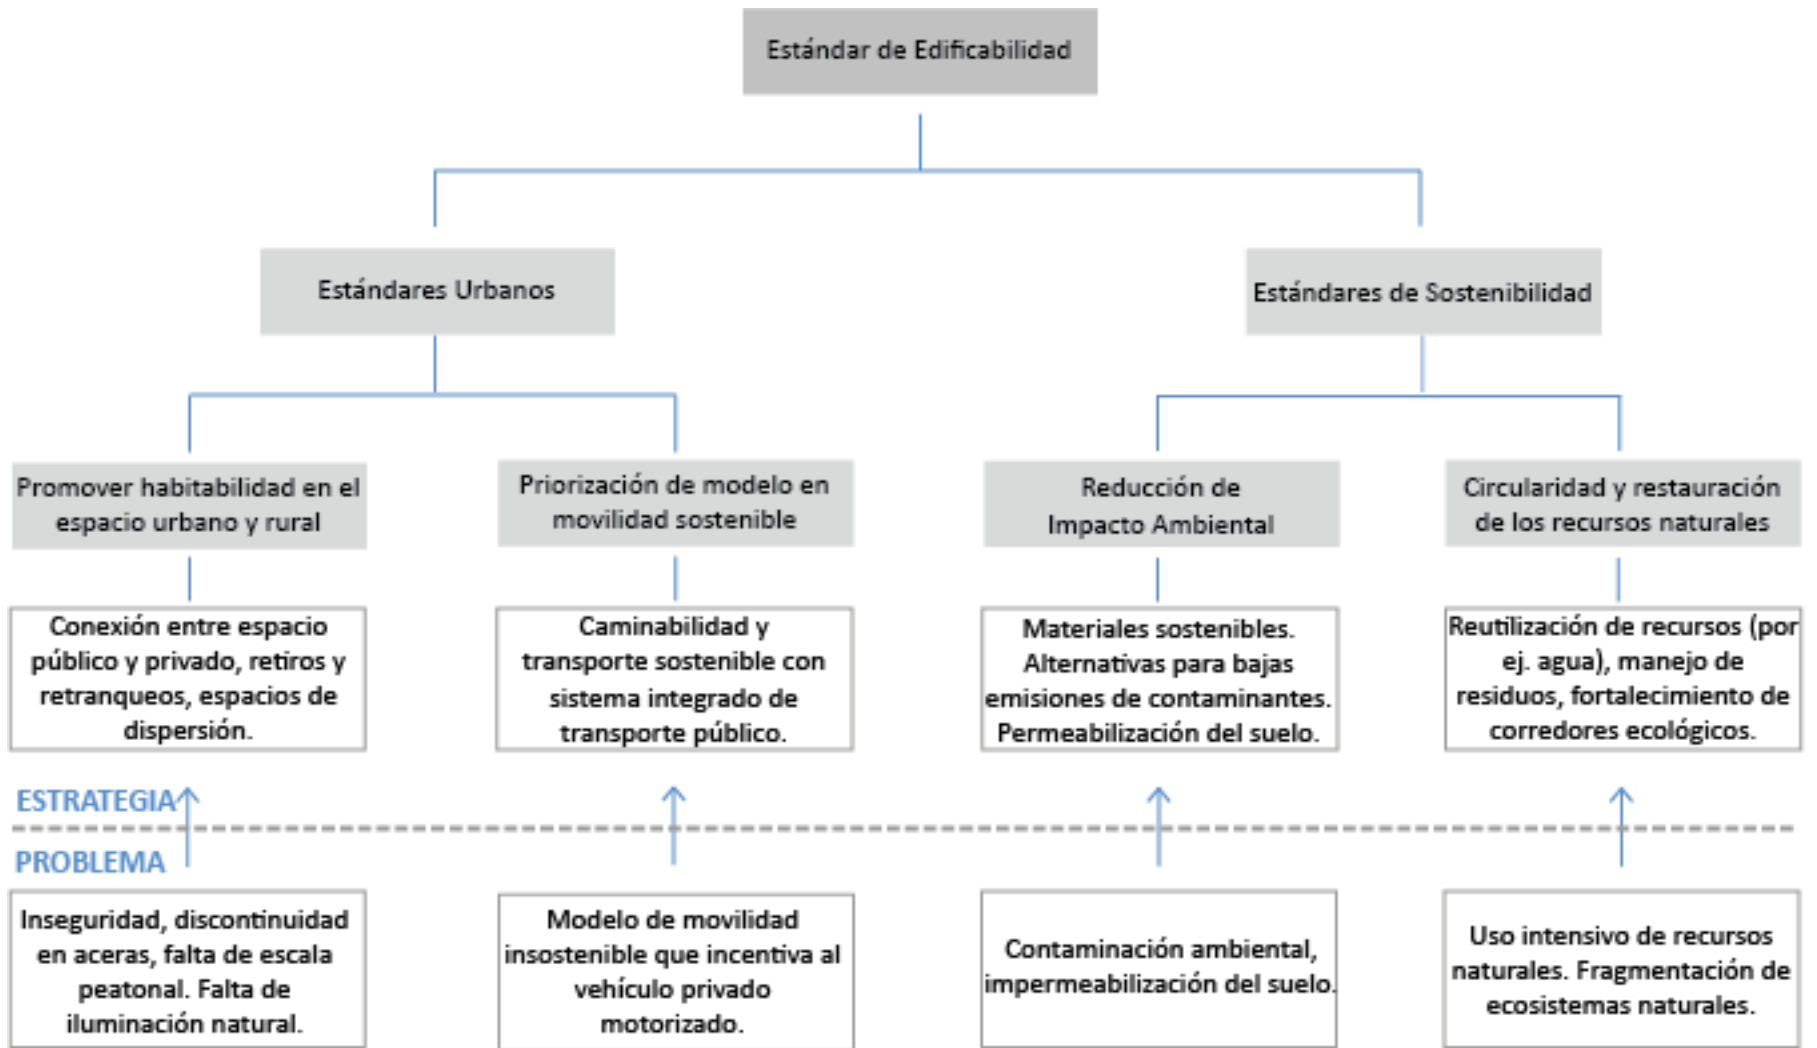 Estándar de Edificabilidad
Estándares Urbanos
Estándares de Sostenibilidad
Promover habitabilidad en el
espacio urbano y rural
Priorización de modelo en
movilidad sostenible
Reducción de
Impacto Ambiental
Circularidad y restauración
de los recursos naturales
Conexión entre espacio
público y privado, retiros y
retranqueos, espacios de
dispersión.
Caminabilidad y
transporte sostenible con
sistema integrado de
transporte público.
Materiales sostenibles.
Alternativas para bajas
emisiones de contaminantes.
Permeabilización del suelo.
Reutilización de recursos (por
ej. agua), manejo de
residuos, fortalecimiento de
corredores ecológicos.
ESTRATEGIA
PROBLEMA
Inseguridad, discontinuidad
en aceras, falta de escala
peatonal. Falta de
iluminación natural.
Modelo de movilidad
insostenible que incentiva al
vehículo privado
motorizado.
Contaminación ambiental,
impermeabilización del suelo.
Uso intensivo de recursos
naturales. Fragmentación de
ecosistemas naturales.